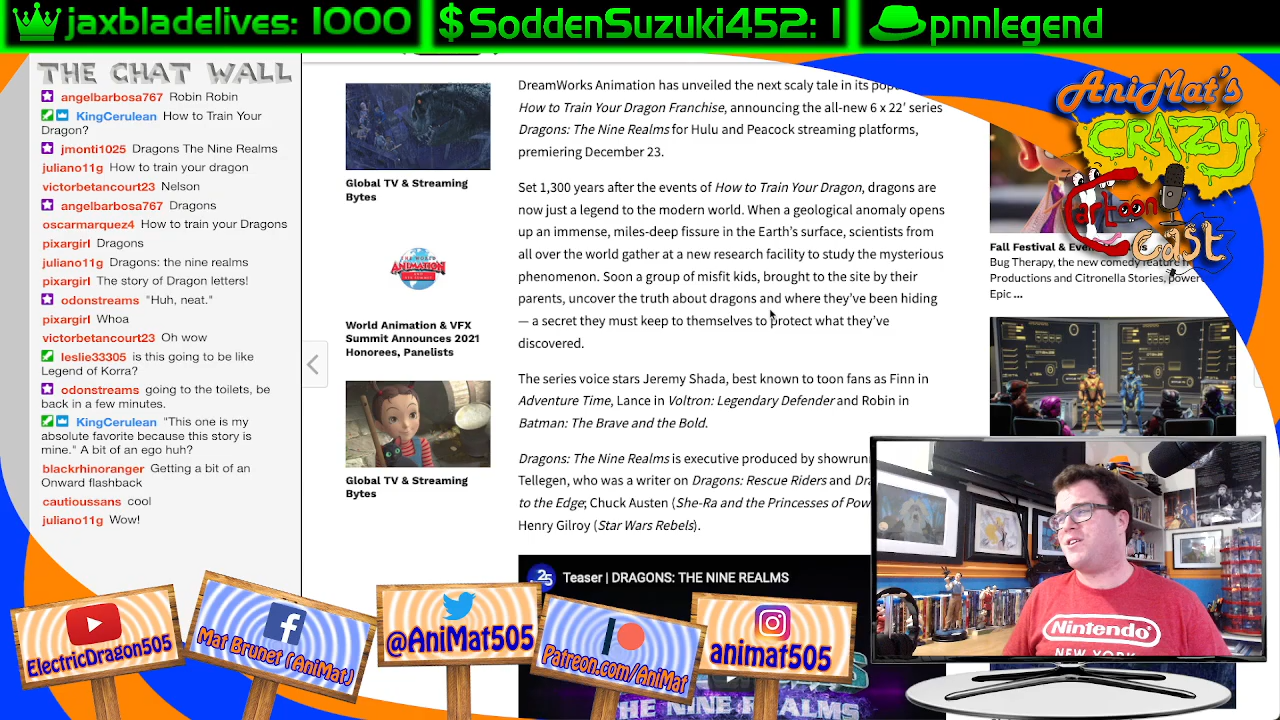 jaxbladelives: 1000
$ SoddenSuzuki452: 1
pnnlegend
THE CHAT WALL
angelbarbosa767 Robin Robin
KingCerulean How to Train Your
Dragon?
jmonti1025 Dragons The Nine Realms
juliano11g How to train your dragon
victorbetancourt23 Nelson
angelbarbosa767 Dragons
oscarmarquez4 How to train your Dragons
pixargirl Dragons
juliano11g Dragons: the nine realms
pixargirl The story of Dragon letters!
odonstreams "Huh, neat."
pixargirl Whoa
victorbetancourt23 Oh wow
leslie33305 is this going to be like
Legend of Korra?
odonstreams going to the toilets, be
back in a few minutes.
KingCerulean "This one is my
absolute favorite because this story is
mine." A bit of an ego huh?
blackrhinoranger Getting a bit of an
Onward flashback
cautioussans cool
juliano11g Wow!
Global TV & Streaming
Bytes
THE WORLD
ANIMATION
World Animation & VFX
Summit Announces 2021
Honorees, Panelists
Global TV & Streaming
Bytes
DreamWorks Animation has unveiled the next scaly tale in its
How to Train Your Dragon Franchise, announcing the all-new 6 x 22′ series
Dragons: The Nine Realms for Hulu and Peacock streaming platforms,
premiering December 23.
Set 1,300 years after the events of How to Train Your Dragon, dragons are
now just a legend to the modern world. When a geological anomaly opens
up an immense, miles-deep fissure in the Earth's surface, scientists from
all over the world gather at a new research facility to study the mysterious
phenomenon. Soon a group of misfit kids, brought to the site by their
parents, uncover the truth about dragons and where they've been hiding
— a secret they must keep to themselves to protect what they've
discovered.
The series voice stars Jeremy Shada, best known to toon fans as Finn in
Adventure Time, Lance in Voltron: Legendary Defender and Robin in
Batman: The Brave and the Bold.
Dragons: The Nine Realms is executive produced by
Tellegen, who was a writer on Dragons: Rescue Riders and
to the Edge; Chuck Austen (She-Ra and the Princesses of
Henry Gilroy (Star Wars Rebels).
25
Teaser | DRAGONS: THE NINE REALMS
THE NINE REALMS
AniMat's
CRAZY
Cartoon
Cast
Fall Festival &
Bug Therapy, the new comedy feature
Productions and Citronella Stories,
Epic ...
Nintendo
NEW YORK
ElectricDragon505
Mat Brunet (AniMat)
@AniMat505
Patreon.com/AniMat
animat505